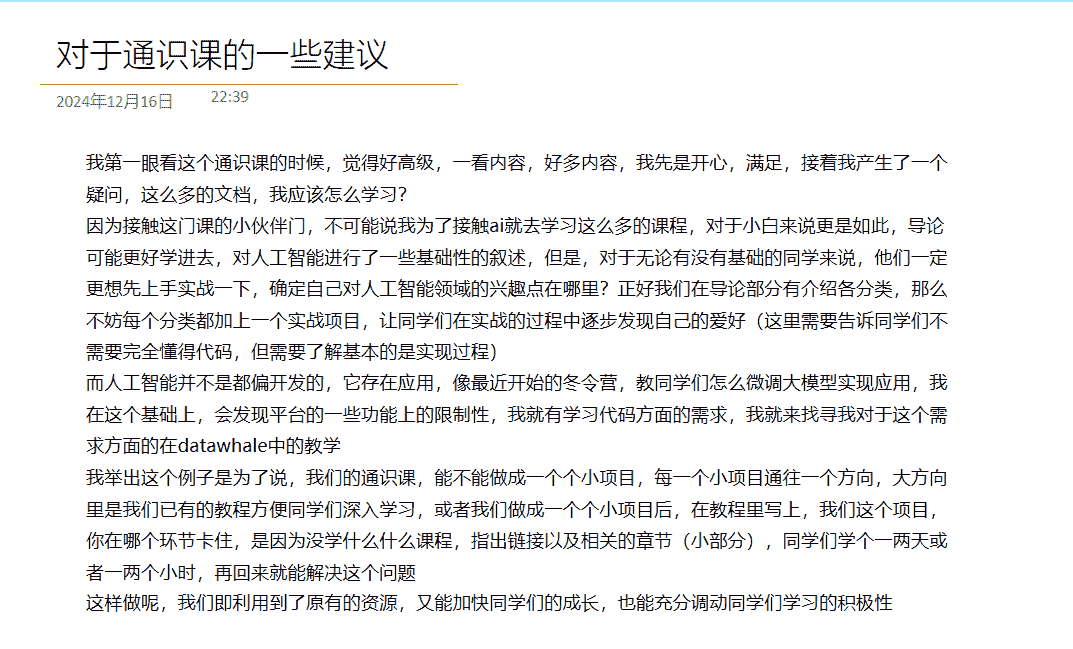 对于通识课的一些建议
2024年12月16日 22:39
我第一眼看这个通识课的时候，觉得好高级，一看内容，好多内容，我先是开心，满足，接着我产生了一个
疑问，这么多的文档，我应该怎么学习？
因为接触这门课的小伙伴门，不可能说我为了接触ai就去学习这么多的课程，对于小白来说更是如此，导论
可能更好学进去，对人工智能进行了一些基础性的叙述，但是，对于无论有没有基础的同学来说，他们一定
更想先上手实战一下，确定自己对人工智能领域的兴趣点在哪里？正好我们在导论部分有介绍各分类，那么
不妨每个分类都加上一个实战项目，让同学们在实战的过程中逐步发现自己的爱好（这里需要告诉同学们不
需要完全懂得代码，但需要了解基本的是实现过程）
而人工智能并不是都偏开发的，它存在应用，像最近开始的冬令营，教同学们怎么微调大模型实现应用，我
在这个基础上，会发现平台的一些功能上的限制性，我就有学习代码方面的需求，我就来找寻我对于这个需
求方面的在datawhale中的教学
我举出这个例子是为了说，我们的通识课，能不能做成一个个小项目，每一个小项目通往一个方向，大方向
里是我们已有的教程方便同学们深入学习，或者我们做成一个个小项目后，在教程里写上，我们这个项目，
你在哪个环节卡住，是因为没学什么什么课程，指出链接以及相关的章节（小部分），同学们学个一两天或
者一两个小时，再回来就能解决这个问题
这样做呢，我们即利用到了原有的资源，又能加快同学们的成长，也能充分调动同学们学习的积极性